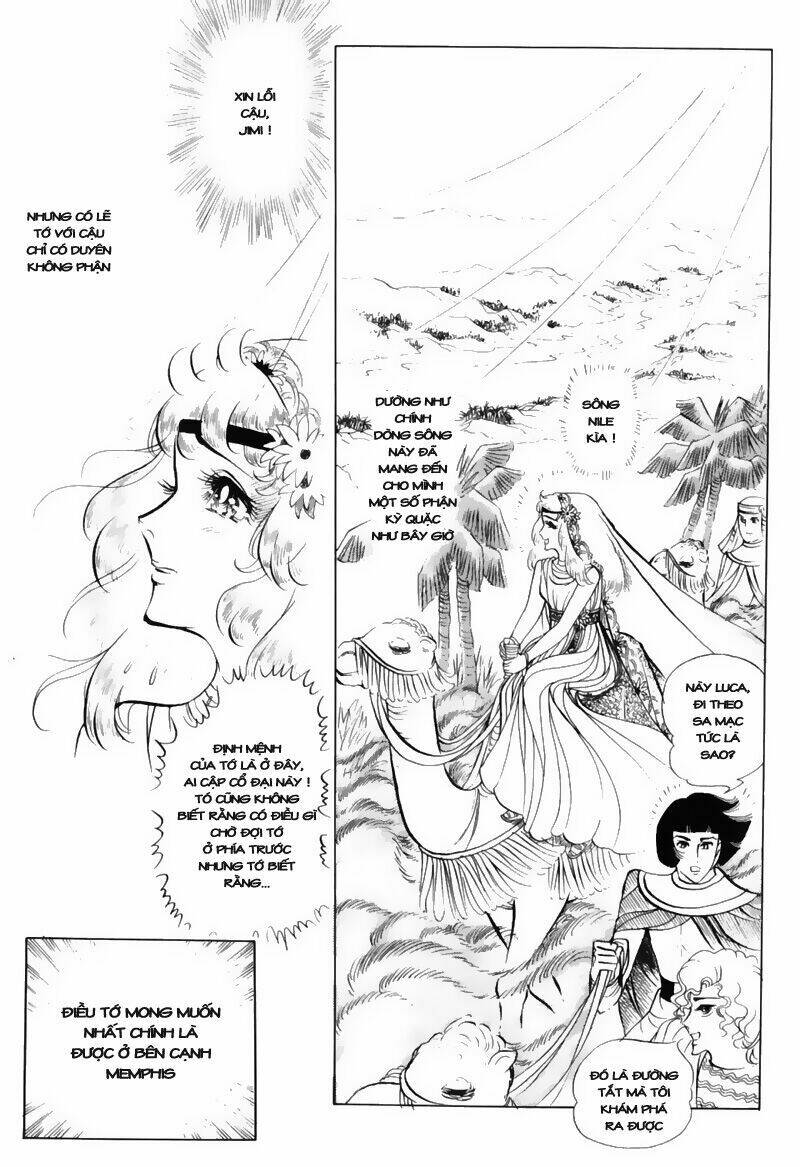 XIN LỖI
CẬU,
JIMI !
NHƯNG CÓ LẼ
TỚ VỚI CẬU
CHỈ CÓ DUYÊN
KHÔNG PHẬN
ĐỊNH MỆNH
CỦA TỚ LÀ Ở ĐÂY,
AI CẬP CỔ ĐẠI NÀY !
TÓ CŨNG KHÔNG
BIẾT RẰNG CÓ ĐIỀU GÌ
CHỜ ĐỢI TỚ
Ở PHÍA TRƯỚC
NHƯNG TỚ BIẾT
RẰNG...
ĐIỀU TỚ MONG MUỐN
NHẤT CHÍNH LÀ
ĐƯỢC Ở BÊN CẠNH
MEMPHIS
SÔNG
NILE
KÌA !
DƯỜNG NHƯ
CHÍNH
DÒNG SÔNG
NÀY ĐÃ
MANG ĐẾN
CHO MÌNH
MỘT SỐ PHẬN
KỲ QUẶC
NHƯ BÂY GIỜ
NÀY LUCA,
ĐI THEO
SA MẠC
TỨC LÀ
SAO?
ĐÓ LÀ ĐƯỜNG
TẮT MÀ TÔI
KHÁM PHÁ
RA ĐƯỢC